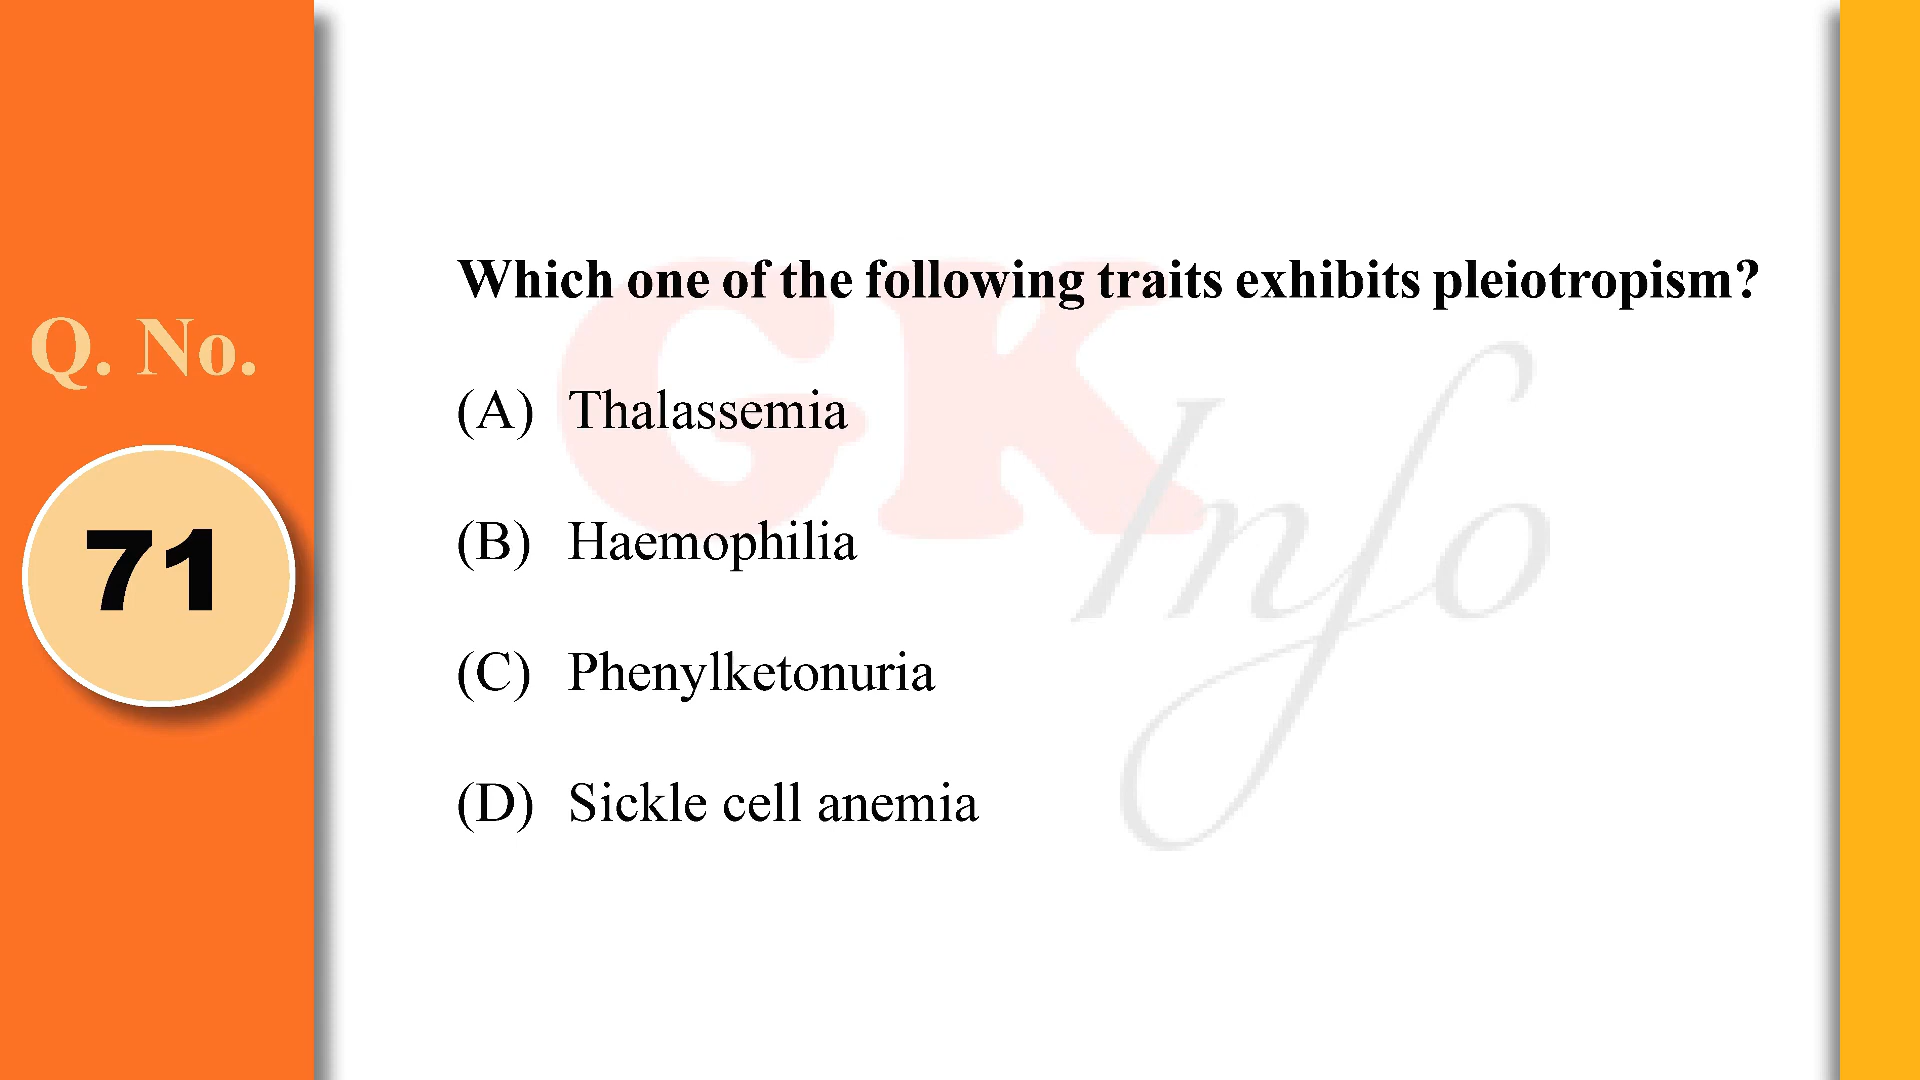 Which one of the following traits exhibits pleiotropism?
Q. No.
71
(A) Thalassemia
(B) Haemophilia
(C) Phenylketonuria
(D) Sickle cell anemia
GK Info